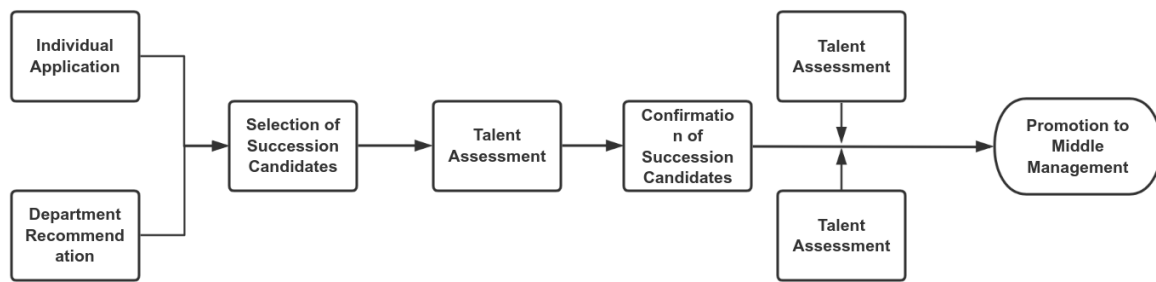 Individual
Application
Department
Recommend
ation
Selection of
Succession
Candidates
Talent
Assessment
Confirmatio
n of
Succession
Candidates
Talent
Assessment
Talent
Assessment
Promotion to
Middle
Management